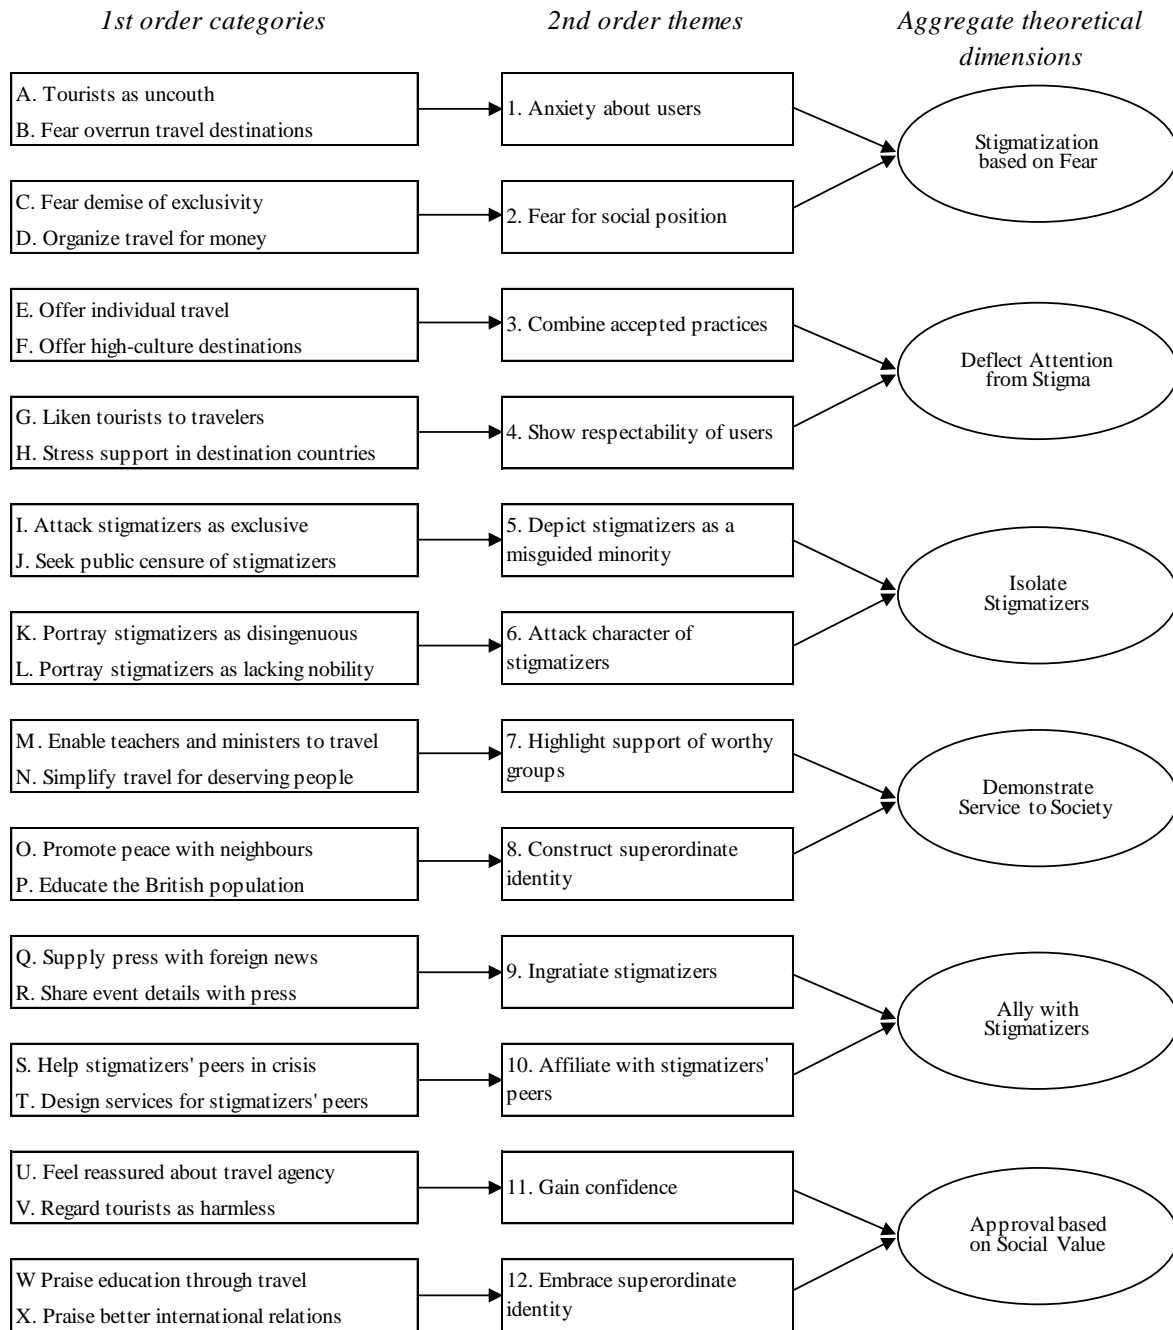 1st order categories
2nd order themes
Aggregate theoretical
dimensions
A. Tourists as uncouth
B. Fear overrun travel destinations
1. Anxiety about users
C. Fear demise of exclusivity
D. Organize travel for money
2. Fear for social position
Stigmatization
based on Fear
E. Offer individual travel
F. Offer high-culture destinations
3. Combine accepted practices
G. Liken tourists to travelers
H. Stress support in destination countries
4. Show respectability of users
Deflect Attention
from Stigma
I. Attack stigmatizers as exclusive
J. Seek public censure of stigmatizers
5. Depict stigmatizers as a
misguided minority
K. Portray stigmatizers as disingenuous
L. Portray stigmatizers as lacking nobility
6. Attack character of
stigmatizers
Isolate
Stigmatizers
M. Enable teachers and ministers to travel
N. Simplify travel for deserving people
7. Highlight support of worthy
groups
O. Promote peace with neighbours
P. Educate the British population
8. Construct superordinate
identity
Demonstrate
Service to Society
Q. Supply press with foreign news
R. Share event details with press
9. Ingratiate stigmatizers
S. Help stigmatizers' peers in crisis
T. Design services for stigmatizers' peers
10. Affiliate with stigmatizers'
peers
Ally with
Stigmatizers
U. Feel reassured about travel agency
V. Regard tourists as harmless
11. Gain confidence
W Praise education through travel
X. Praise better international relations
12. Embrace superordinate
identity
Approval based
on Social Value